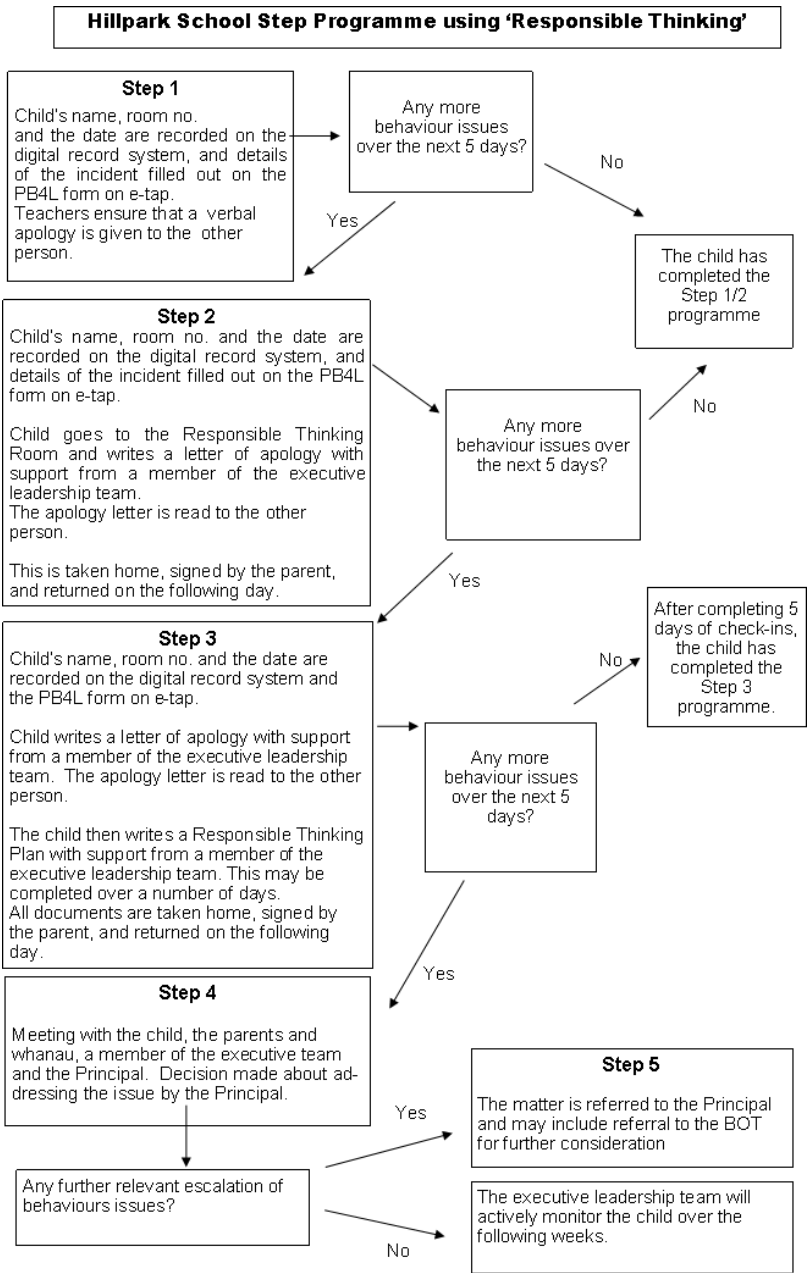 Hillpark School Step Programme using ‘Responsible Thinking’
Step 1
Child's name, room no.
and the date are recorded on the
digital record system, and details
of the incident filled out on the
PB4L form on e-tap.
Teachers ensure that a verbal
apology is given to the other
person.
Any more
behaviour issues
over the next 5 days?
No
Yes
The child has
completed the
Step 1/2
programme
Step 2
Child's name, room no. and the date are
recorded on the digital record system, and
details of the incident filled out on the PB4L
form on e-tap.
Child goes to the Responsible Thinking
Room and writes a letter of apology with
support from a member of the executive
leadership team.
The apology letter is read to the other
person.
This is taken home, signed by the parent,
and returned on the following day.
Any more
behaviour issues over
the next 5 days?
No
Yes
Step 3
Child's name, room no. and the date are
recorded on the digital record system and
the PB4L form on e-tap.
Child writes a letter of apology with support
from a member of the executive leadership
team. The apology letter is read to the other
person.
The child then writes a Responsible Thinking
Plan with support from a member of the
executive leadership team. This may be
completed over a number of days.
All documents are taken home, signed by
the parent, and returned on the following
day.
Any more
behaviour issues
over the next 5
days?
No
After completing 5
days of check-ins,
the child has
completed the
Step 3
programme.
Yes
Step 4
Meeting with the child, the parents and
whanau, a member of the executive team
and the Principal. Decision made about ad-
dressing the issue by the Principal.
Any further relevant escalation of
behaviours issues?
Yes
Step 5
The matter is referred to the Principal
and may include referral to the BOT
for further consideration
No
The executive leadership team will
actively monitor the child over the
following weeks.